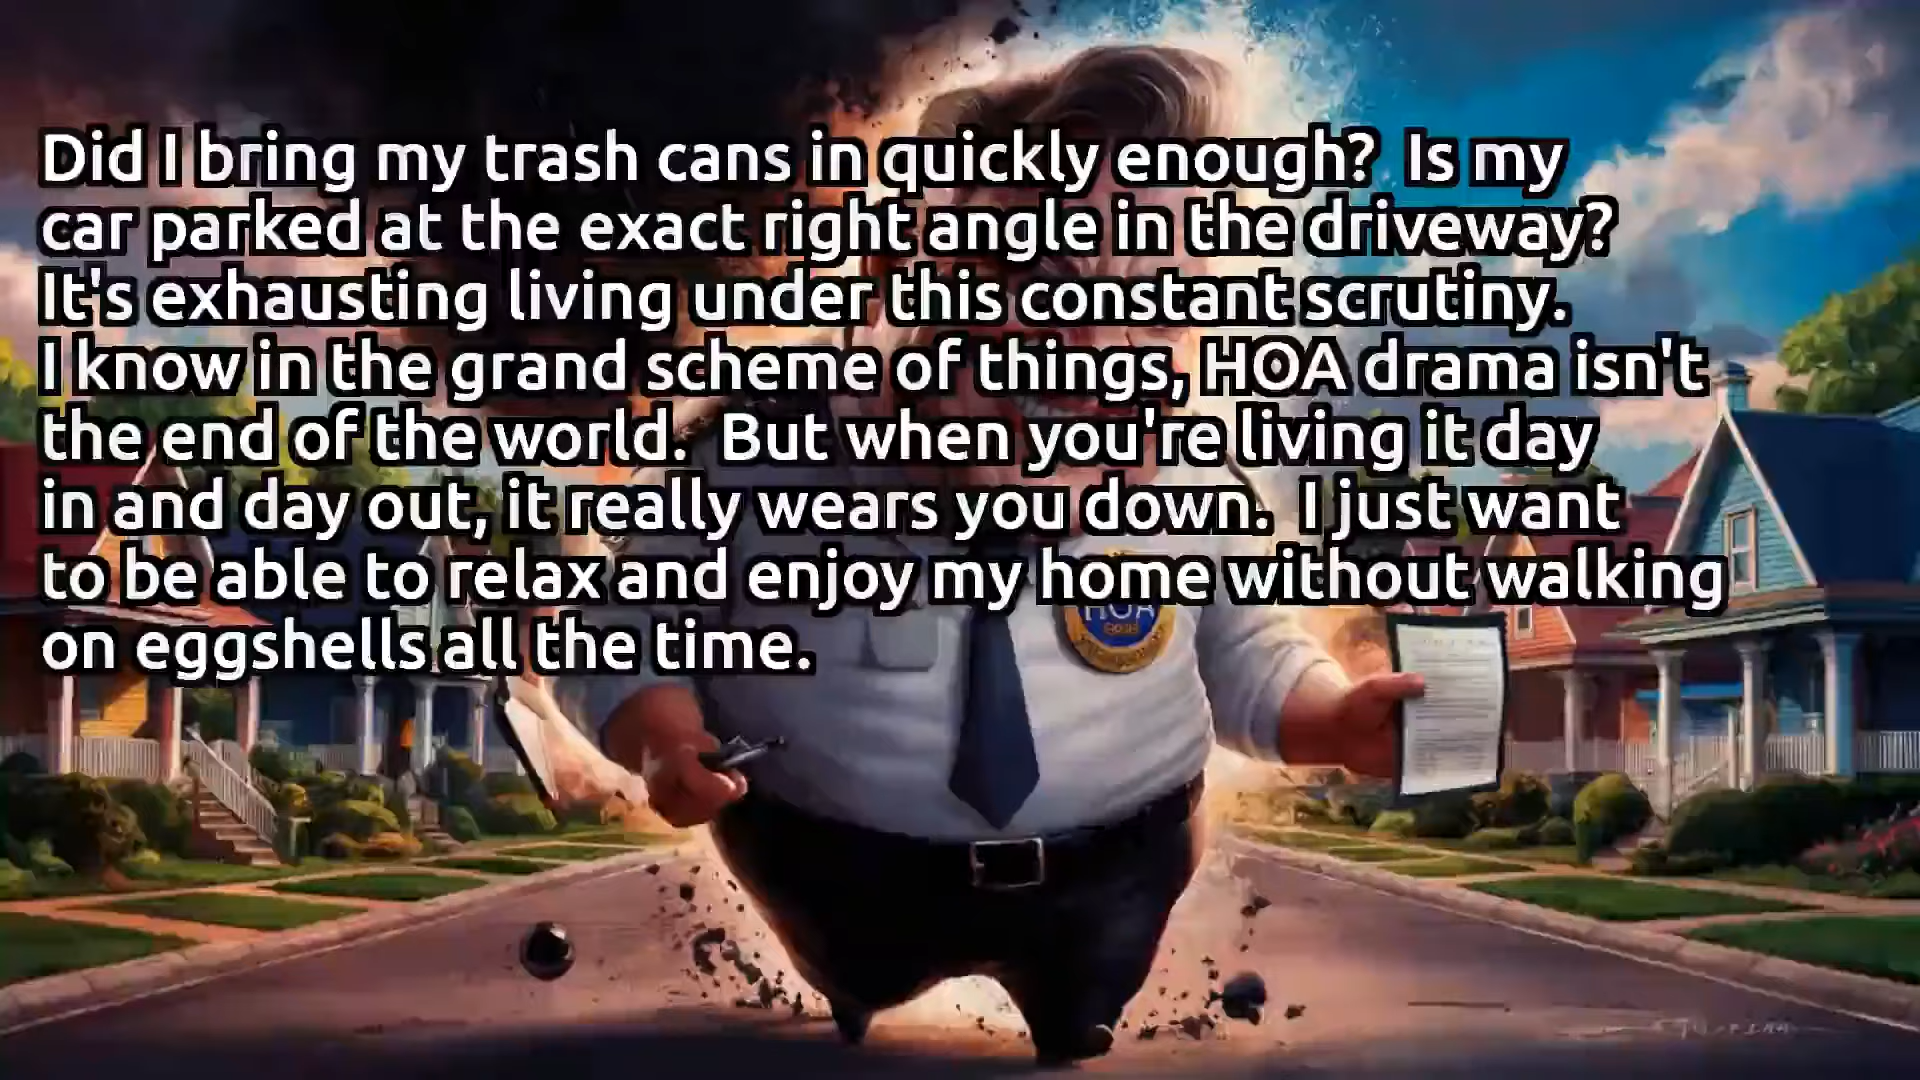 Did I bring my trash cans in quickly enough?  Is my
car parked at the exact right angle in the driveway?
It's exhausting living under this constant scrutiny.
I know in the grand scheme of things, HOA drama isn't
the end of the world.  But when you're living it day
in and day out, it really wears you down.  I just want
to be able to relax and enjoy my home without walking
on eggshells all the time.
HOA